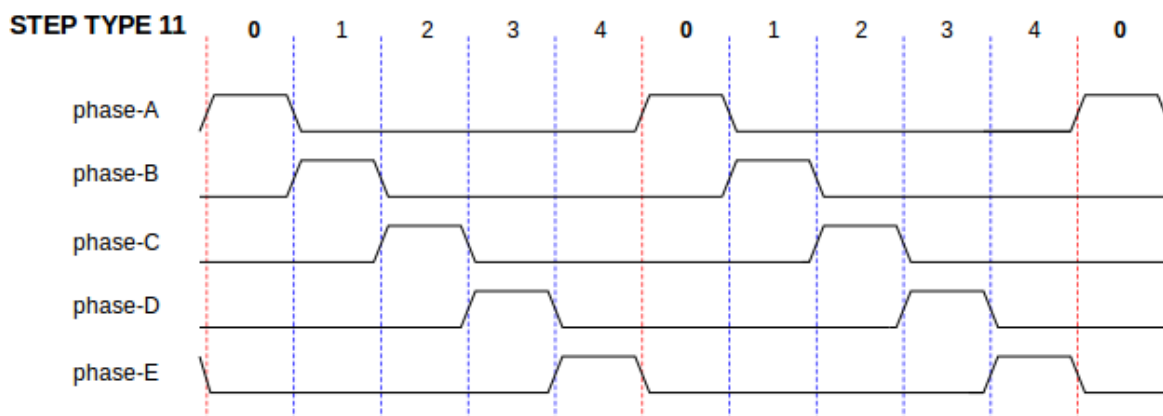 STEP TYPE 11 0 1 2 3 4 0 1 2 3 4 0
phase-A
phase-B
phase-C
phase-D
phase-E